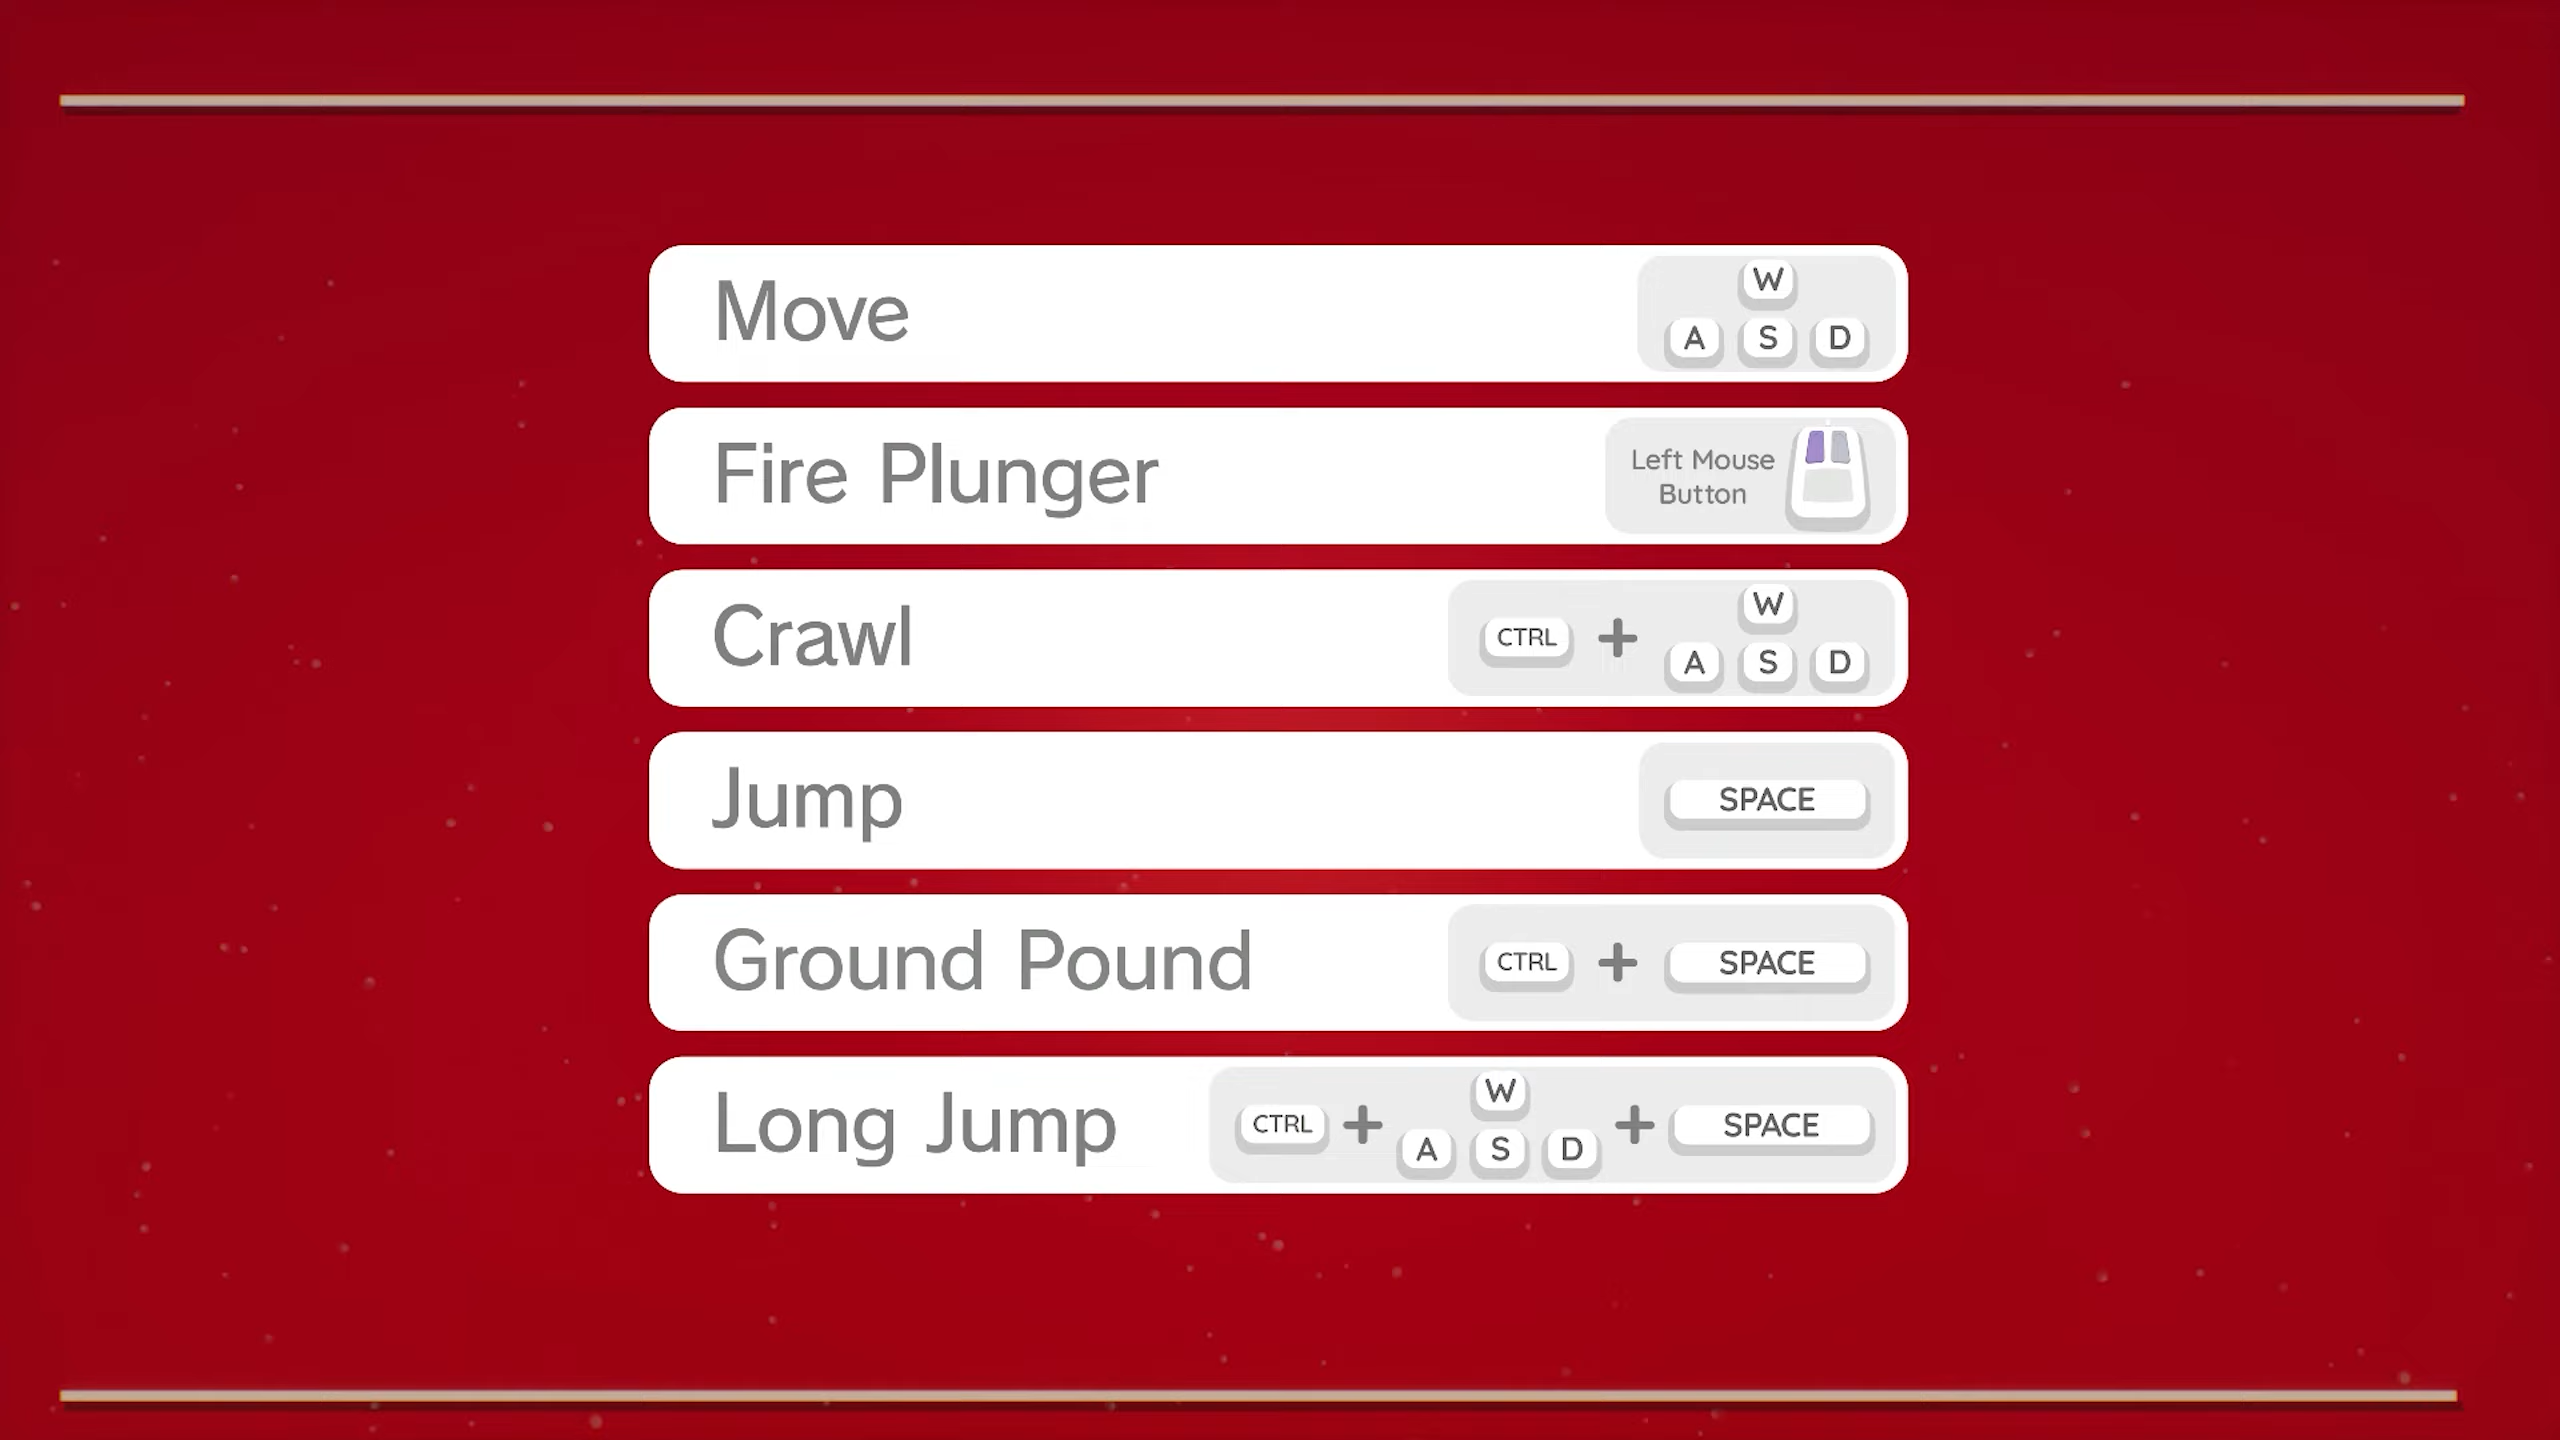 Move W
A S D
Fire Plunger Left Mouse
Button
Crawl CTRL + W
A S D
Jump SPACE
Ground Pound CTRL + SPACE
Long Jump CTRL + W
A S D + SPACE